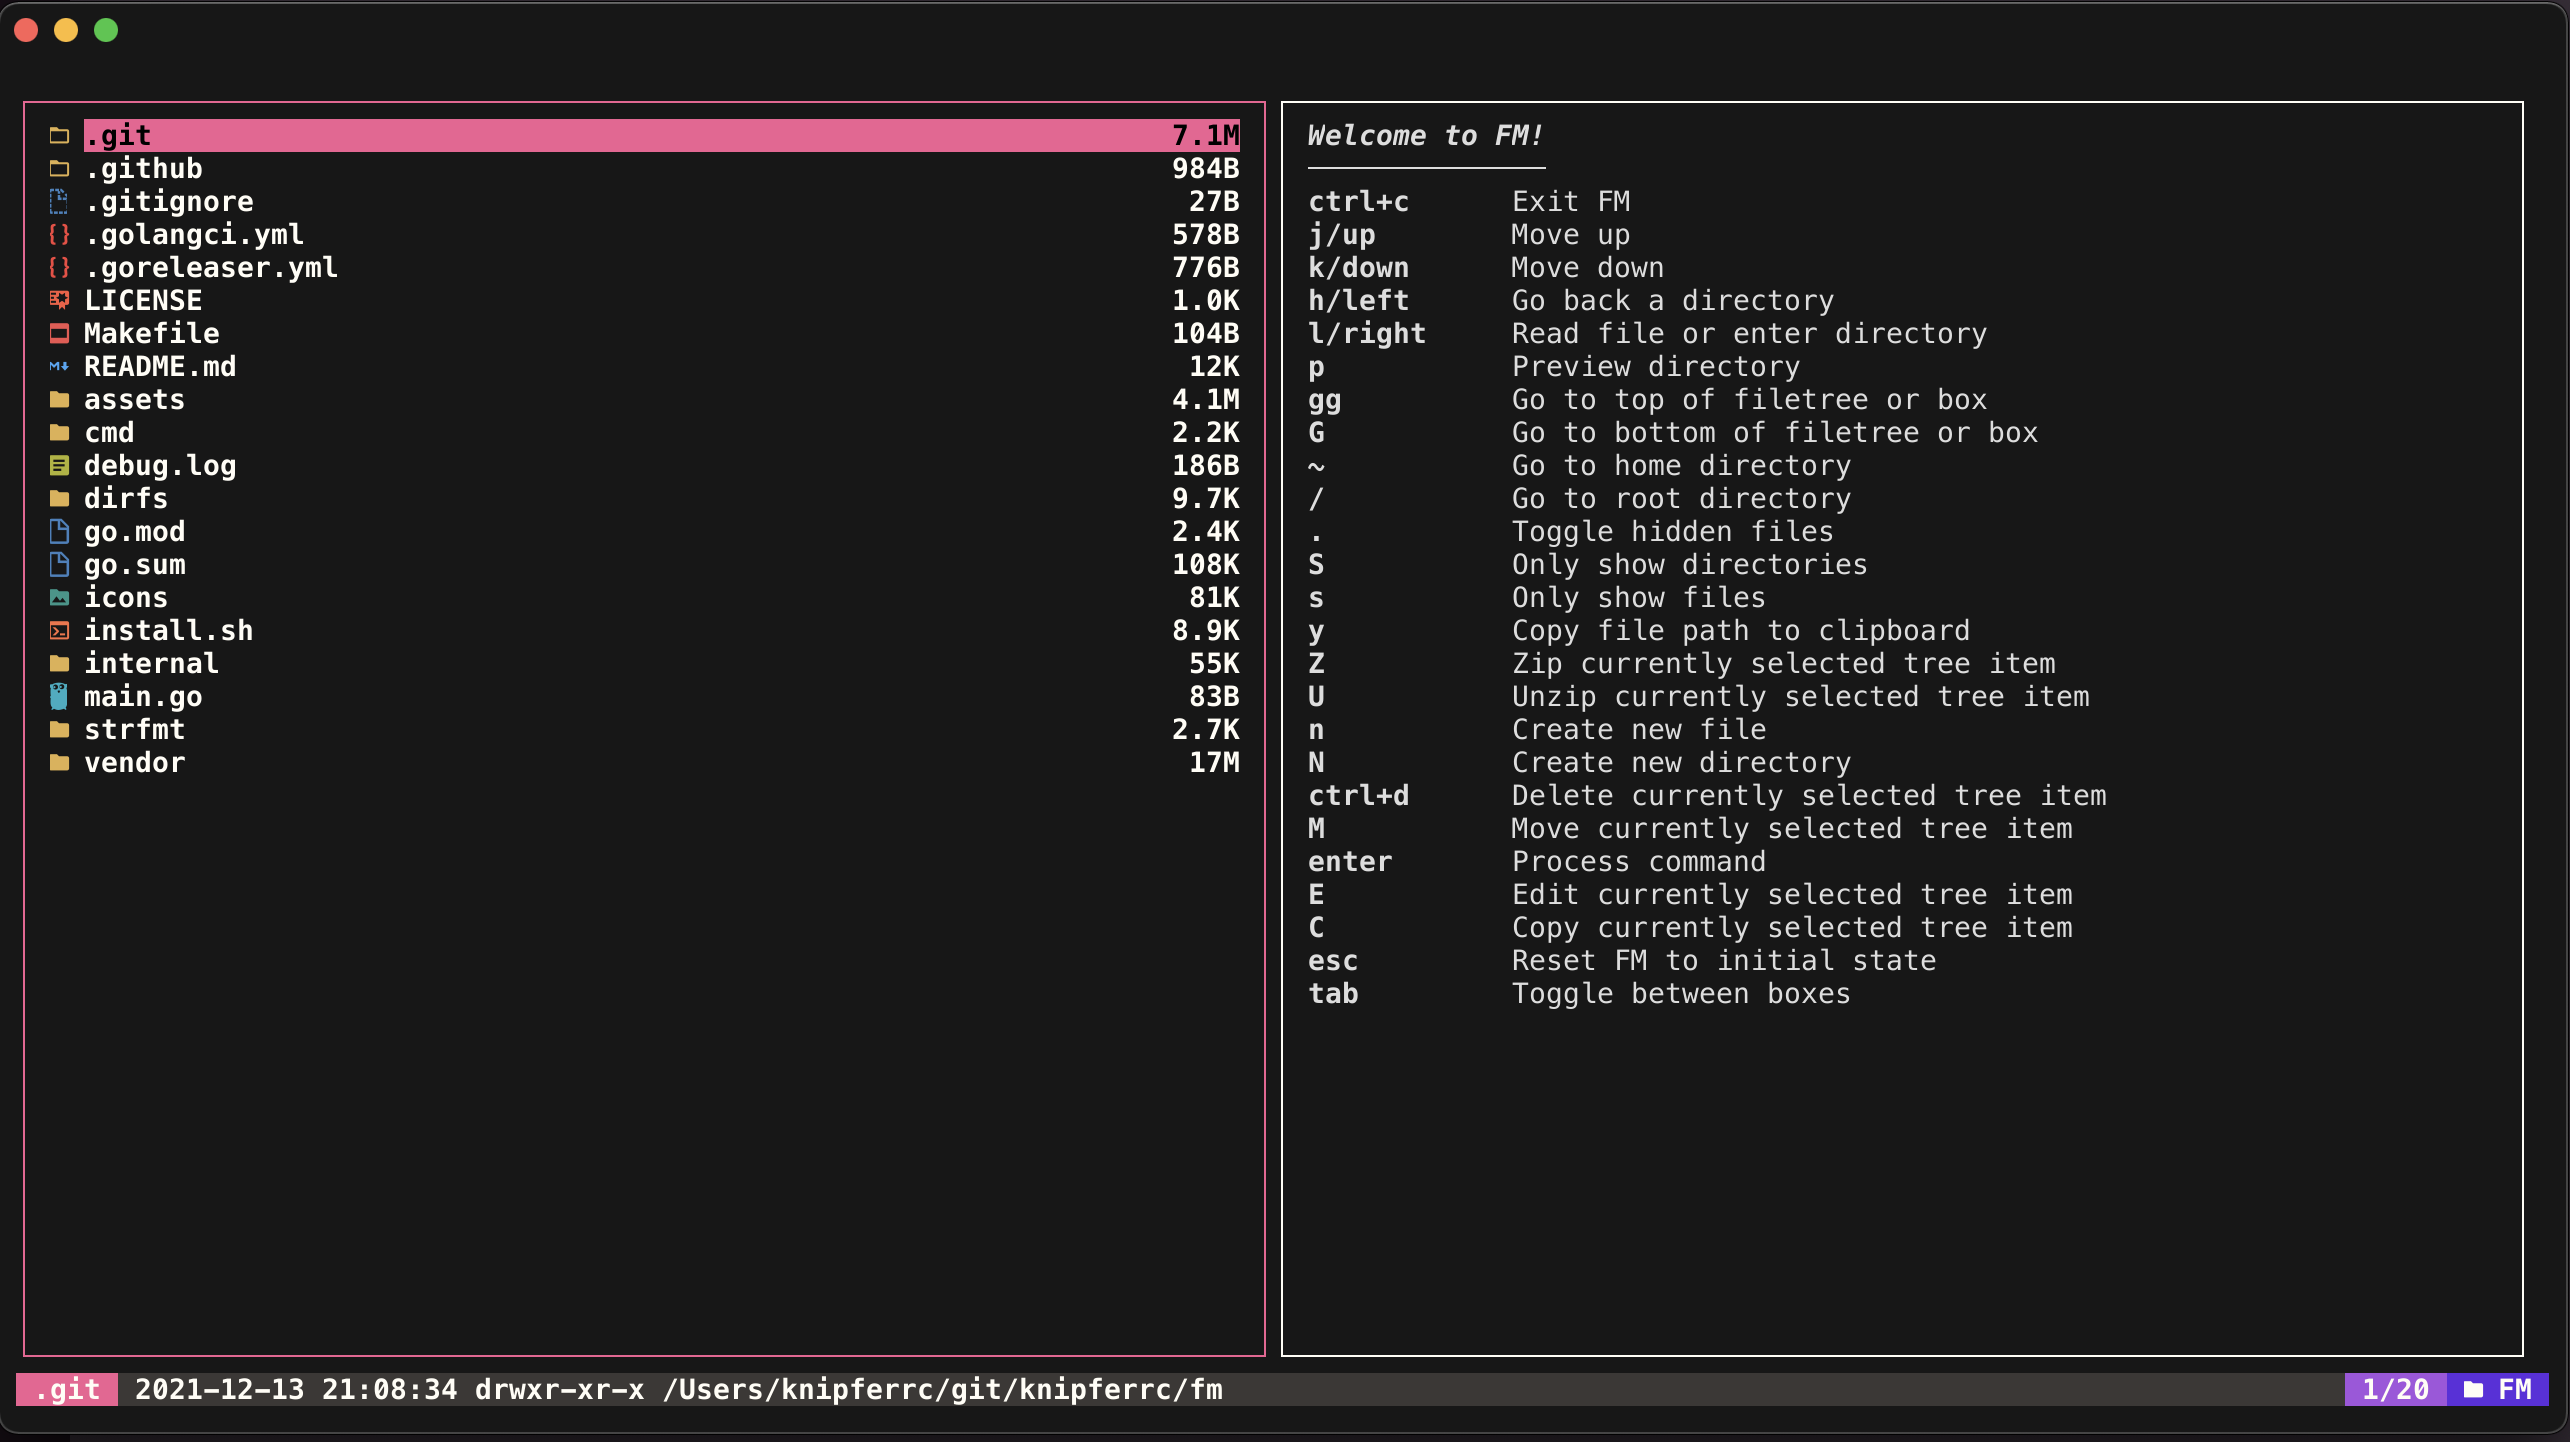 .git 7.1M
.github 984B
.gitignore 27B
.golangci.yml 578B
.goreleaser.yml 776B
LICENSE 1.0K
Makefile 104B
README.md 12K
assets 4.1M
cmd 2.2K
debug.log 186B
dirfs 9.7K
go.mod 2.4K
go.sum 108K
icons 81K
install.sh 8.9K
internal 55K
main.go 83B
strfmt 2.7K
vendor 17M
Welcome to FM!
ctrl+c Exit FM
j/up Move up
k/down Move down
h/left Go back a directory
l/right Read file or enter directory
p Preview directory
gg Go to top of filetree or box
G Go to bottom of filetree or box
~ Go to home directory
/ Go to root directory
. Toggle hidden files
S Only show directories
s Only show files
y Copy file path to clipboard
Z Zip currently selected tree item
U Unzip currently selected tree item
n Create new file
N Create new directory
ctrl+d Delete currently selected tree item
M Move currently selected tree item
enter Process command
E Edit currently selected tree item
C Copy currently selected tree item
esc Reset FM to initial state
tab Toggle between boxes
.git 2021-12-13 21:08:34 drwxr-xr-x /Users/knipferrc/git/knipferrc/fm 1/20 FM